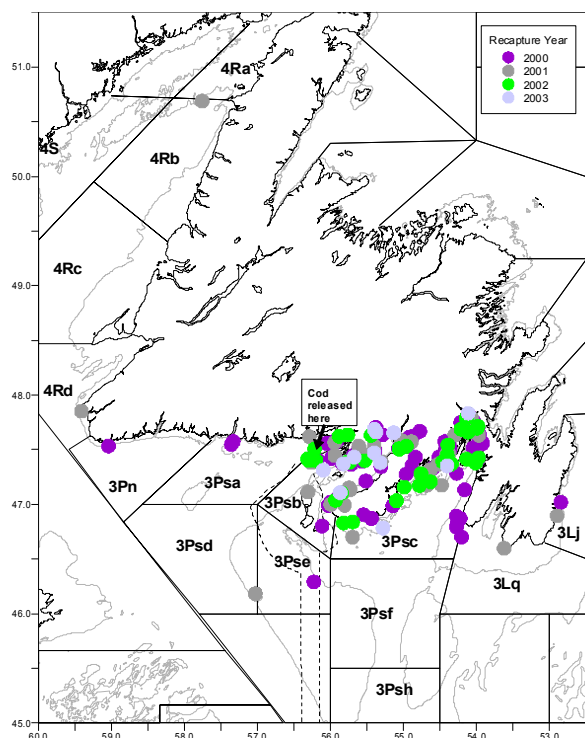 Recapture Year
2000
2001
2002
2003
51.0
50.0
49.0
48.0
47.0
46.0
45.0
4Ra
4S
4Rb
4Rc
4Rd
Cod
released
here
3Pn
3Psa
3Psb
3Psc
3Psd
3Pse
3Lj
3Lq
3Psf
3Psh
60.0
59.0
58.0
57.0
56.0
55.0
54.0
53.0